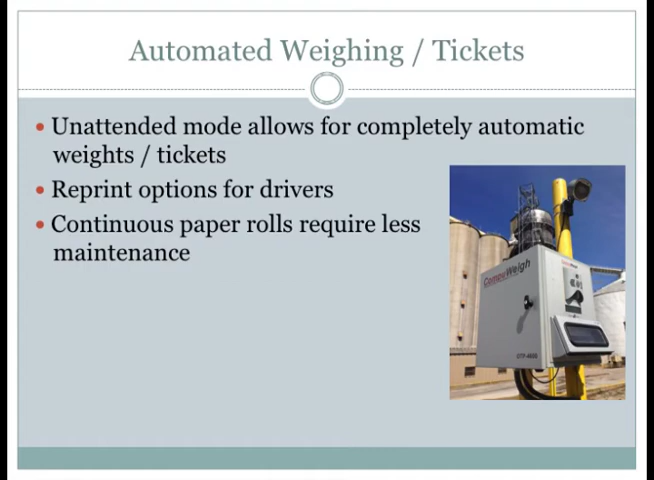 Automated Weighing / Tickets
• Unattended mode allows for completely automatic
weights / tickets
• Reprint options for drivers
• Continuous paper rolls require less
maintenance
CompuWeigh